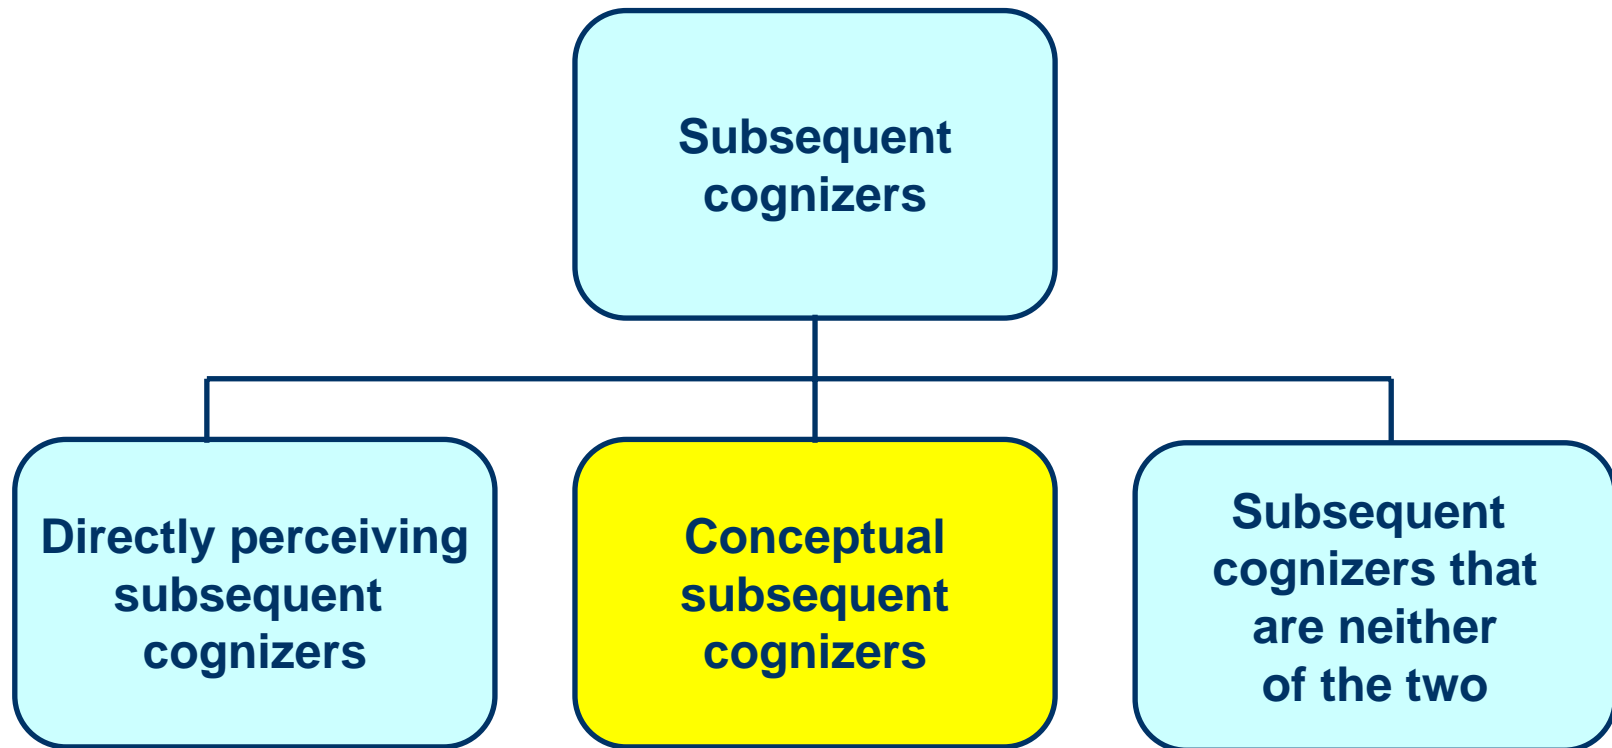 Subsequent
cognizers
Directly perceiving
subsequent
cognizers
Conceptual
subsequent
cognizers
Subsequent
cognizers that
are neither
of the two